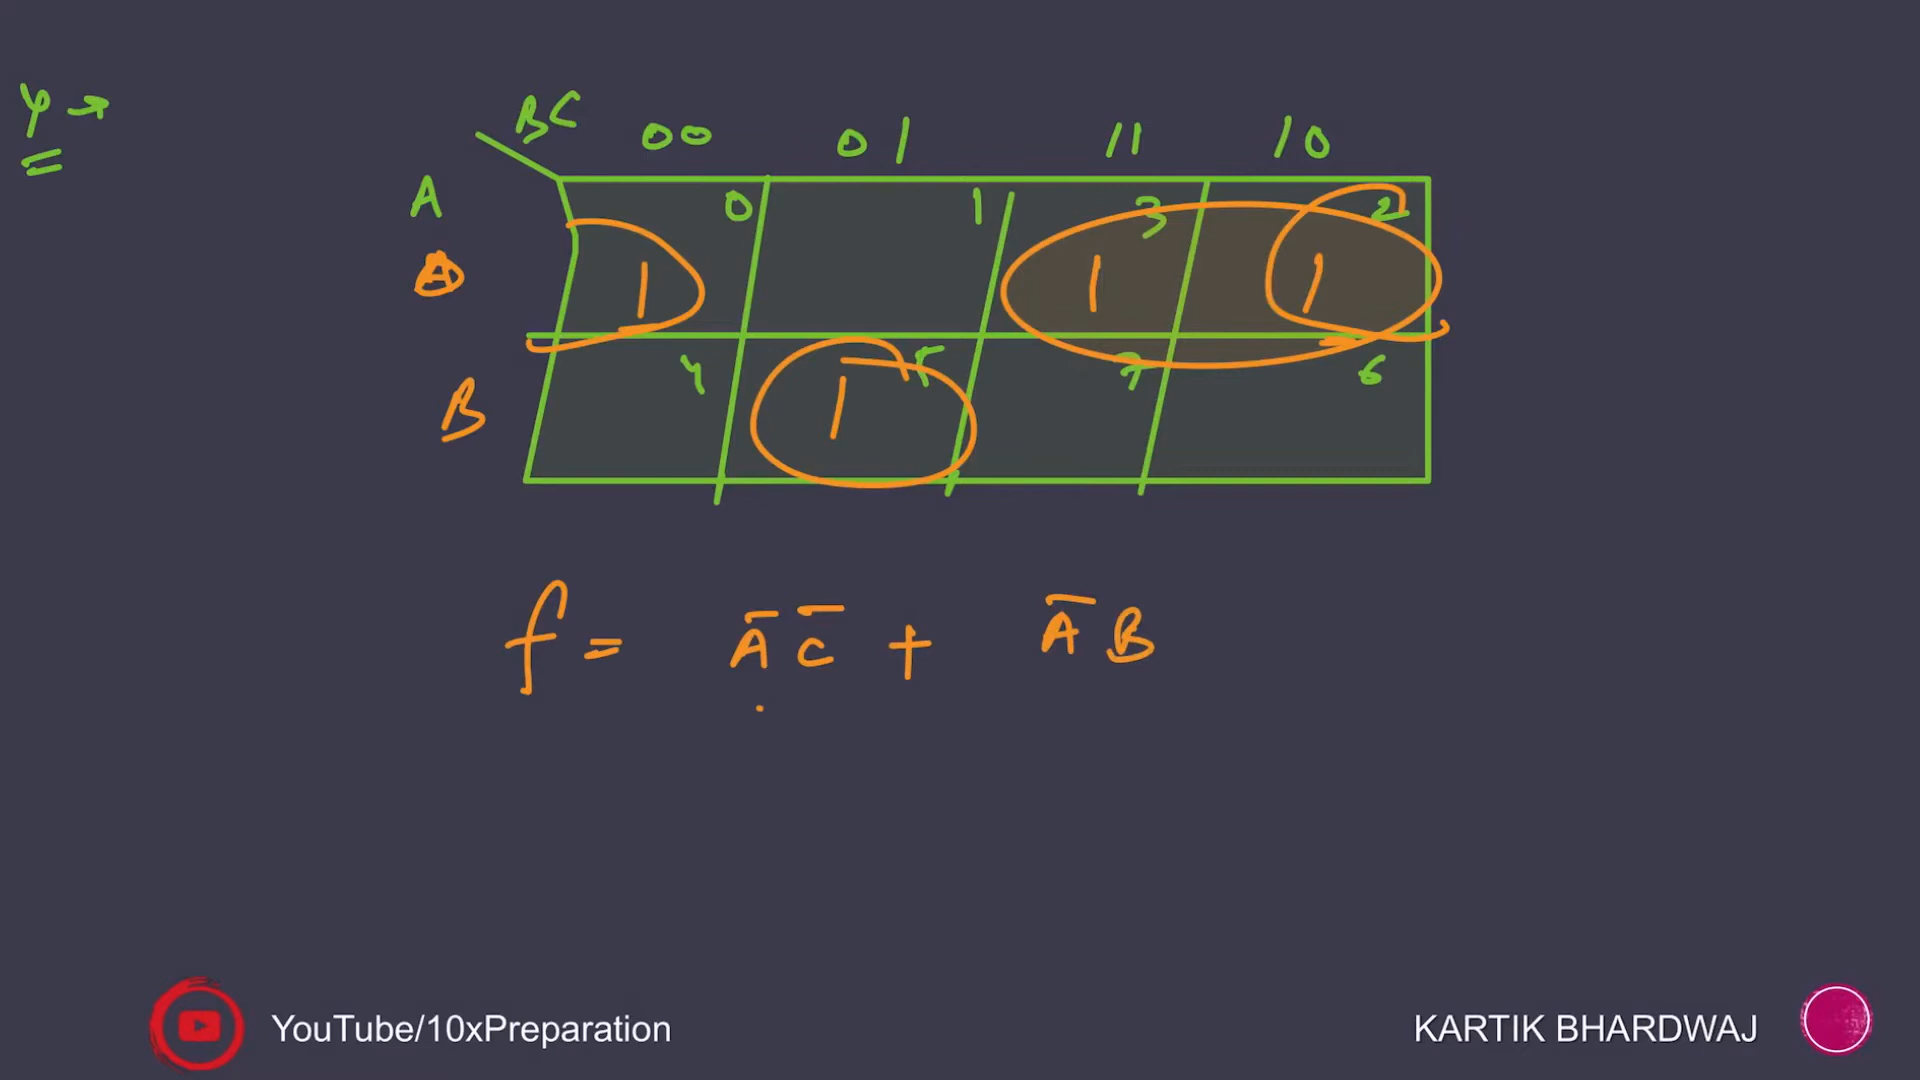 φ →
BC 00 01 11 10
A 0 1 3 2
1 1 1
B 4 5 7 6
1
f = A̅ C̅ + A̅ B
YouTube/10xPreparation
KARTIK BHARDWAJ